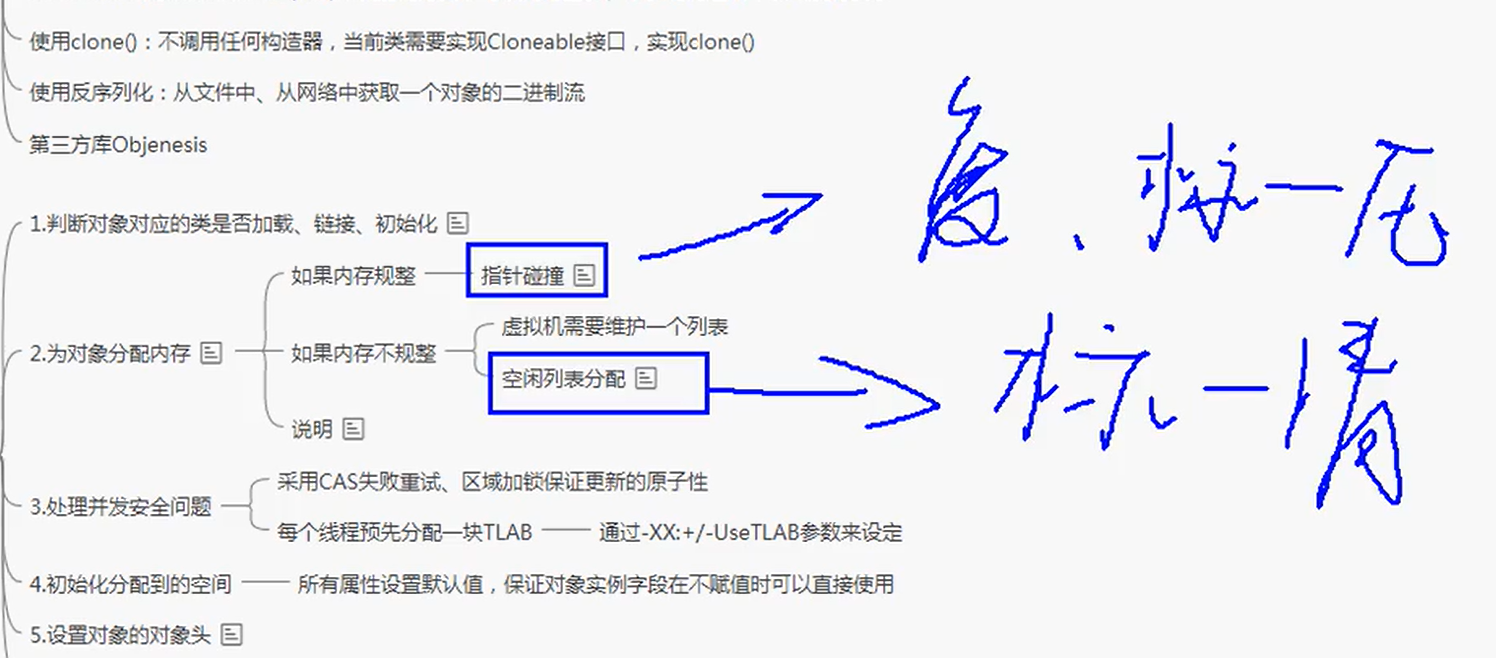 使用clone()：不调用任何构造器，当前类需要实现Cloneable接口，实现clone()
使用反序列化：从文件中、从网络中获取一个对象的二进制流
第三方库Objenesis
1.判断对象对应的类是否加载、链接、初始化
如果内存规整
指针碰撞
复、标一压
虚拟机需要维护一个列表
2.为对象分配内存
如果内存不规整
空闲列表分配
标一清
说明
采用CAS失败重试、区域加锁保证更新的原子性
3.处理并发安全问题
每个线程预先分配一块TLAB
通过-XX:+/-UseTLAB参数来设定
4.初始化分配到的空间
所有属性设置默认值，保证对象实例字段在不赋值时可以直接使用
5.设置对象的对象头